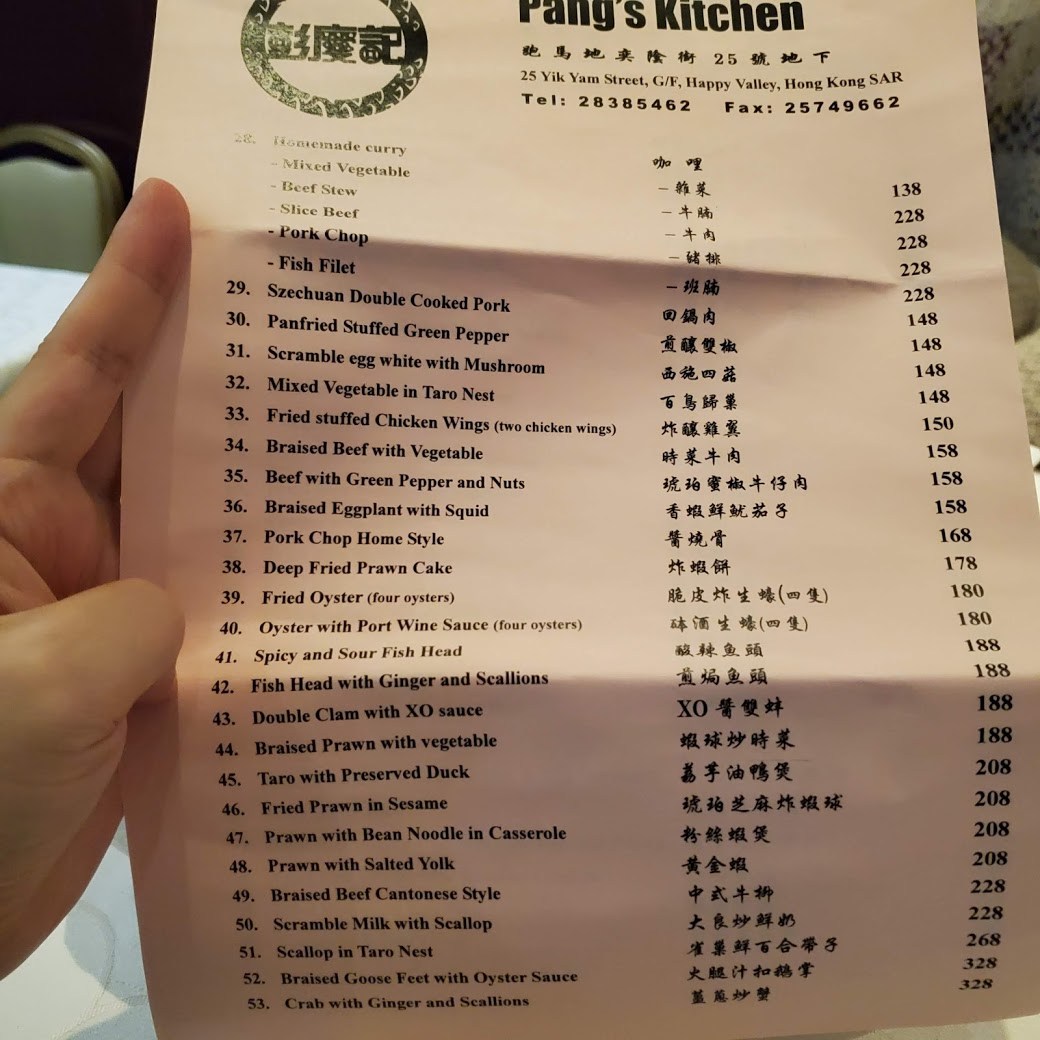 彭慶記
Pang's Kitchen
跑馬地奕蔭街25號地下
25 Yik Yam Street, G/F, Happy Valley, Hong Kong SAR
Tel: 28385462 Fax: 25749662
28. Homemade curry 咖喱
- Mixed Vegetable - 雜菜 138
- Beef Stew - 牛腩 228
- Slice Beef - 牛肉 228
- Pork Chop - 豬排 228
- Fish Filet - 班腩 228
29. Szechuan Double Cooked Pork 回鍋肉 148
30. Panfried Stuffed Green Pepper 煎釀雙椒 148
31. Scramble egg white with Mushroom 西施四菇 148
32. Mixed Vegetable in Taro Nest 百鳥歸巢 148
33. Fried stuffed Chicken Wings (two chicken wings) 炸釀雞翼 150
34. Braised Beef with Vegetable 時菜牛肉 158
35. Beef with Green Pepper and Nuts 琥珀蜜椒牛仔肉 158
36. Braised Eggplant with Squid 香蝦鮮魷茄子 158
37. Pork Chop Home Style 醬燒骨 168
38. Deep Fried Prawn Cake 炸蝦餅 178
39. Fried Oyster (four oysters) 脆皮炸生蠔(四隻) 180
40. Oyster with Port Wine Sauce (four oysters) 砵酒生蠔(四隻) 180
41. Spicy and Sour Fish Head 酸辣魚頭 188
42. Fish Head with Ginger and Scallions 煎焗魚頭 188
43. Double Clam with XO sauce XO醬雙蚌 188
44. Braised Prawn with vegetable 蝦球炒時菜 188
45. Taro with Preserved Duck 荔芋油鴨煲 208
46. Fried Prawn in Sesame 琥珀芝麻炸蝦球 208
47. Prawn with Bean Noodle in Casserole 粉絲蝦煲 208
48. Prawn with Salted Yolk 黃金蝦 208
49. Braised Beef Cantonese Style 中式牛柳 228
50. Scramble Milk with Scallop 大良炒鮮奶 228
51. Scallop in Taro Nest 雀巢鮮百合帶子 268
52. Braised Goose Feet with Oyster Sauce 火腿汁扣鵝掌 328
53. Crab with Ginger and Scallions 薑蔥炒蟹 328